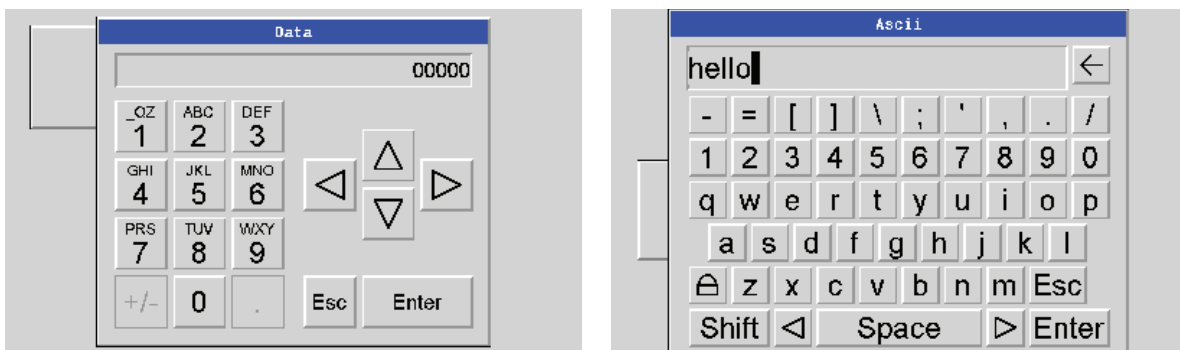 Data
00000
_QZ ABC DEF
1 2 3
GHI JKL MNO
4 5 6
PRS TUV WXY
7 8 9
+/- 0 . Esc Enter
Ascii
hello
- = [ ] \ ; ' , . /
1 2 3 4 5 6 7 8 9 0
q w e r t y u i o p
a s d f g h j k l
z x c v b n m Esc
Shift Space Enter